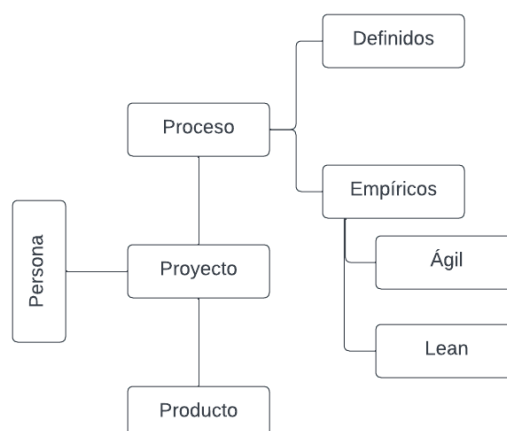 Definidos
Proceso
Empíricos
Persona
Proyecto
Ágil
Lean
Producto